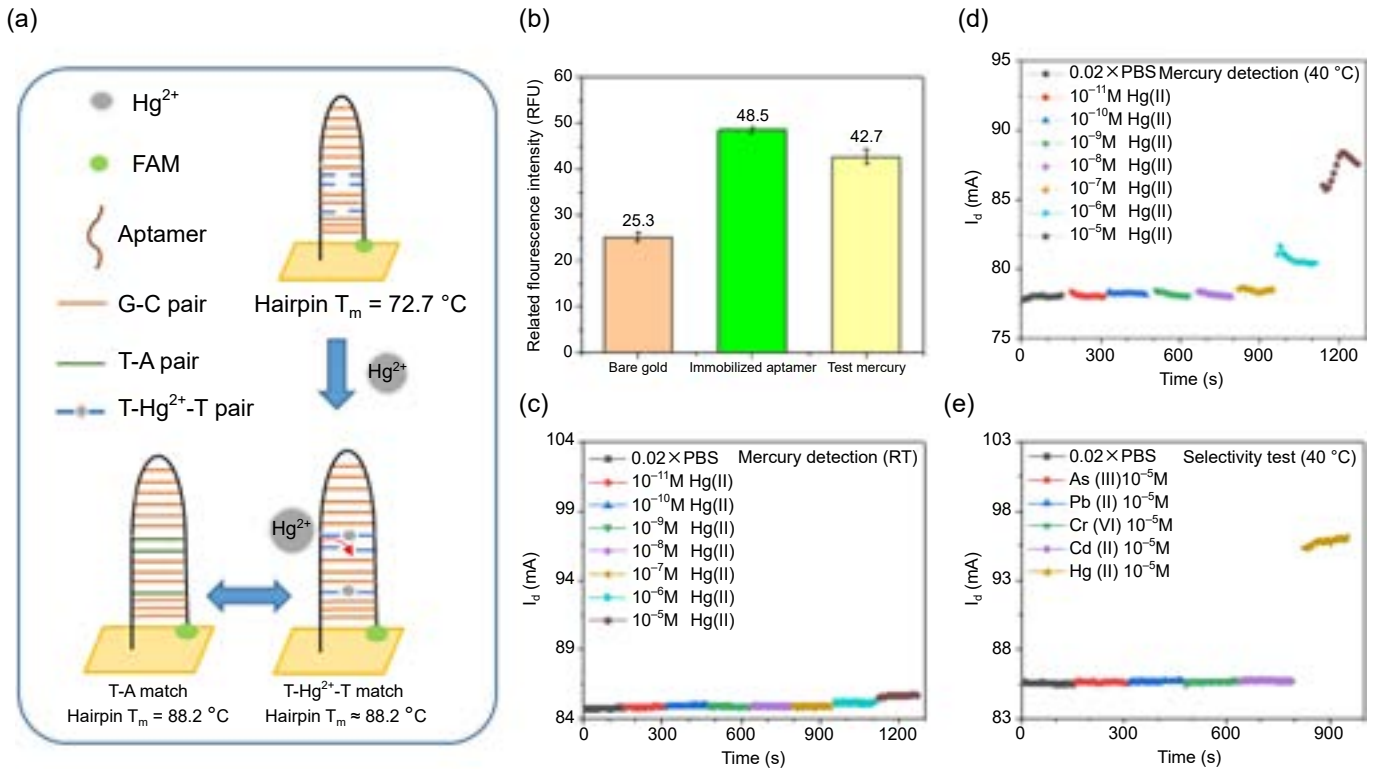 (a)
Hg²⁺
FAM
Aptamer
G-C pair
T-A pair
T-Hg²⁺-T pair
Hairpin Tₘ = 72.7 °C
Hg²⁺
Hg²⁺
T-A match
Hairpin Tₘ = 88.2 °C
T-Hg²⁺-T match
Hairpin Tₘ ≈ 88.2 °C
(b)
Related flourescence intensity (RFU)
60
50
40
30
20
10
0
25.3
48.5
42.7
Bare gold
Immobilized aptamer
Test mercury
(c)
I_d (mA)
104
99
94
89
84
0.02×PBS
Mercury detection (RT)
10⁻¹¹M Hg(II)
10⁻¹⁰M Hg(II)
10⁻⁹M Hg(II)
10⁻⁸M Hg(II)
10⁻⁷M Hg(II)
10⁻⁶M Hg(II)
10⁻⁵M Hg(II)
0 300 600 900 1200
Time (s)
(d)
I_d (mA)
95
90
85
80
75
0.02×PBS
Mercury detection (40 °C)
10⁻¹¹M Hg(II)
10⁻¹⁰M Hg(II)
10⁻⁹M Hg(II)
10⁻⁸M Hg(II)
10⁻⁷M Hg(II)
10⁻⁶M Hg(II)
10⁻⁵M Hg(II)
0 300 600 900 1200
Time (s)
(e)
I_d (mA)
103
98
93
88
83
0.02×PBS
Selectivity test (40 °C)
As (III)10⁻⁵M
Pb (II) 10⁻⁵M
Cr (VI) 10⁻⁵M
Cd (II) 10⁻⁵M
Hg (II) 10⁻⁵M
0 300 600 900
Time (s)